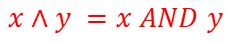 x ∧ y = x AND y